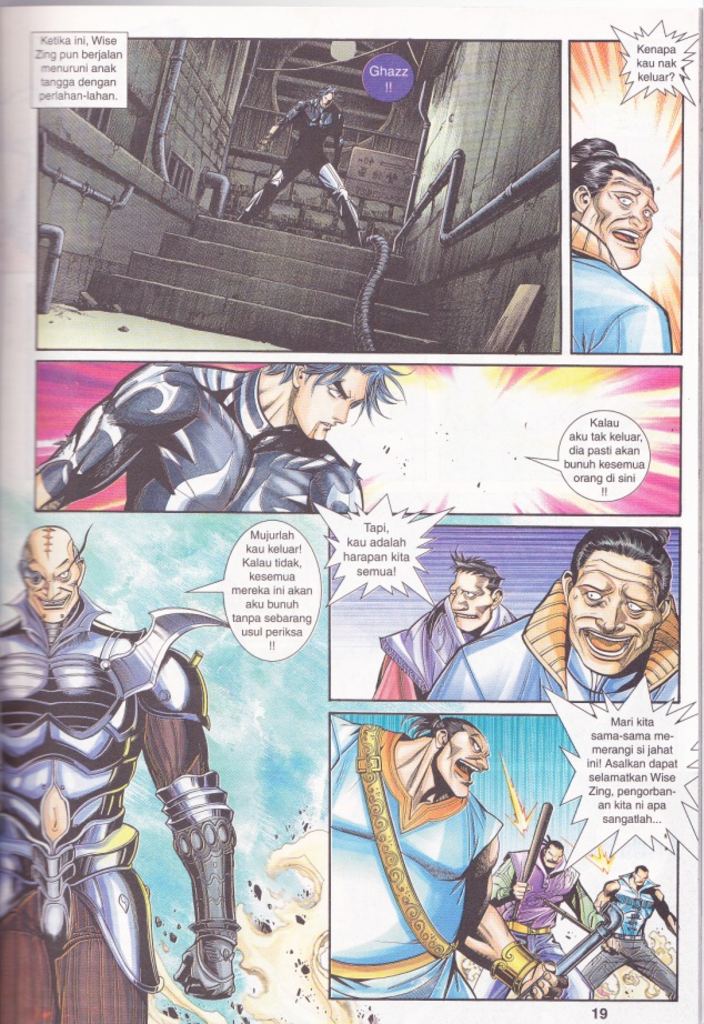 Ketika ini, Wise
Zing pun berjalan
menuruni anak
tangga dengan
perlahan-lahan.
Ghazz
!!
Kenapa
kau nak
keluar?
Kalau
aku tak keluar,
dia pasti akan
bunuh kesemua
orang di sini
!!
Mujurlah
kau keluar!
Kalau tidak,
kesemua
mereka ini akan
aku bunuh
tanpa sebarang
usul periksa
!!
Tapi,
kau adalah
harapan kita
semua!
Mari kita
sama-sama me-
merangi si jahat
ini! Asalkan dapat
selamatkan Wise
Zing, pengorban-
an kita ni apa
sangatlah...
19